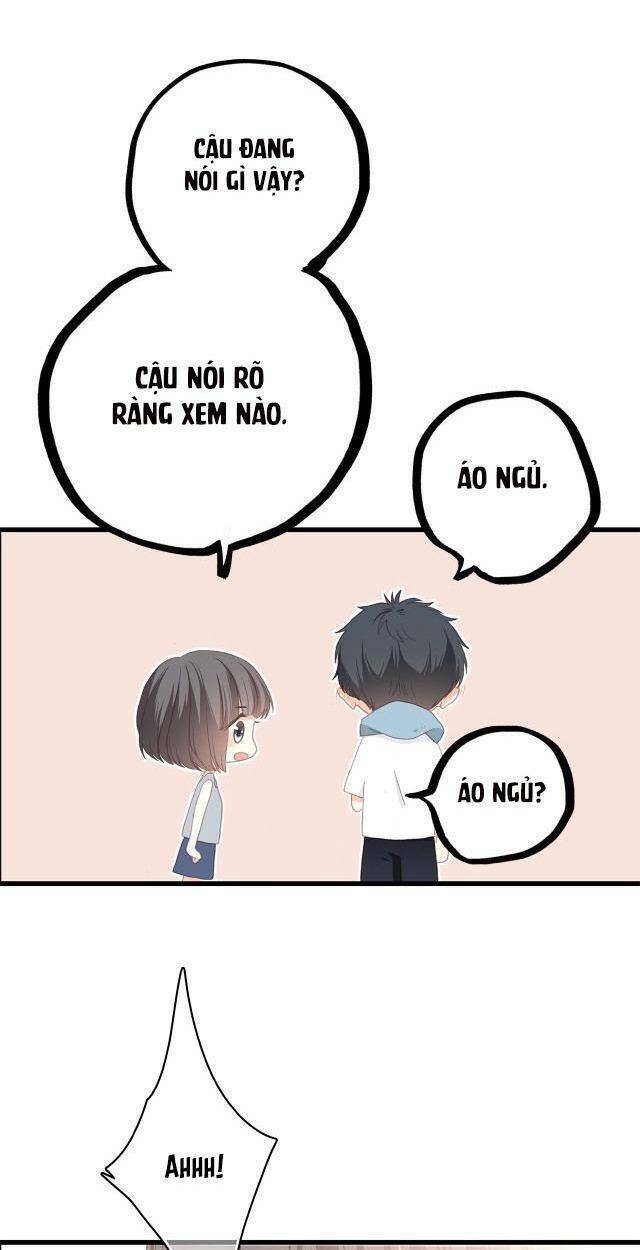 CẬU ĐANG
NÓI GÌ VẬY?
CẬU NÓI RÕ
RÀNG XEM NÀO.
ÁO NGỦ.
ÁO NGỦ?
AHHH!